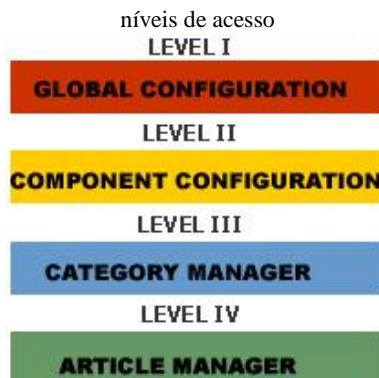 níveis de acesso
LEVEL I
GLOBAL CONFIGURATION
LEVEL II
COMPONENT CONFIGURATION
LEVEL III
CATEGORY MANAGER
LEVEL IV
ARTICLE MANAGER